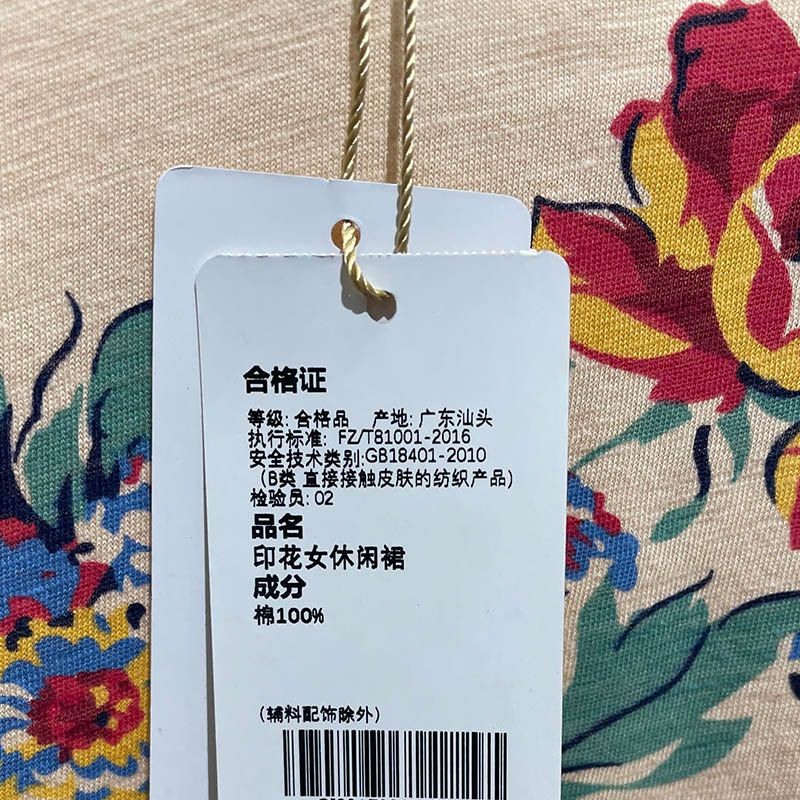 合格证
等级: 合格品 产地: 广东汕头
执行标准: FZ/T81001-2016
安全技术类别:GB18401-2010
(B类 直接接触皮肤的纺织产品)
检验员: 02
品名
印花女休闲裙
成分
棉100%
(辅料配饰除外)